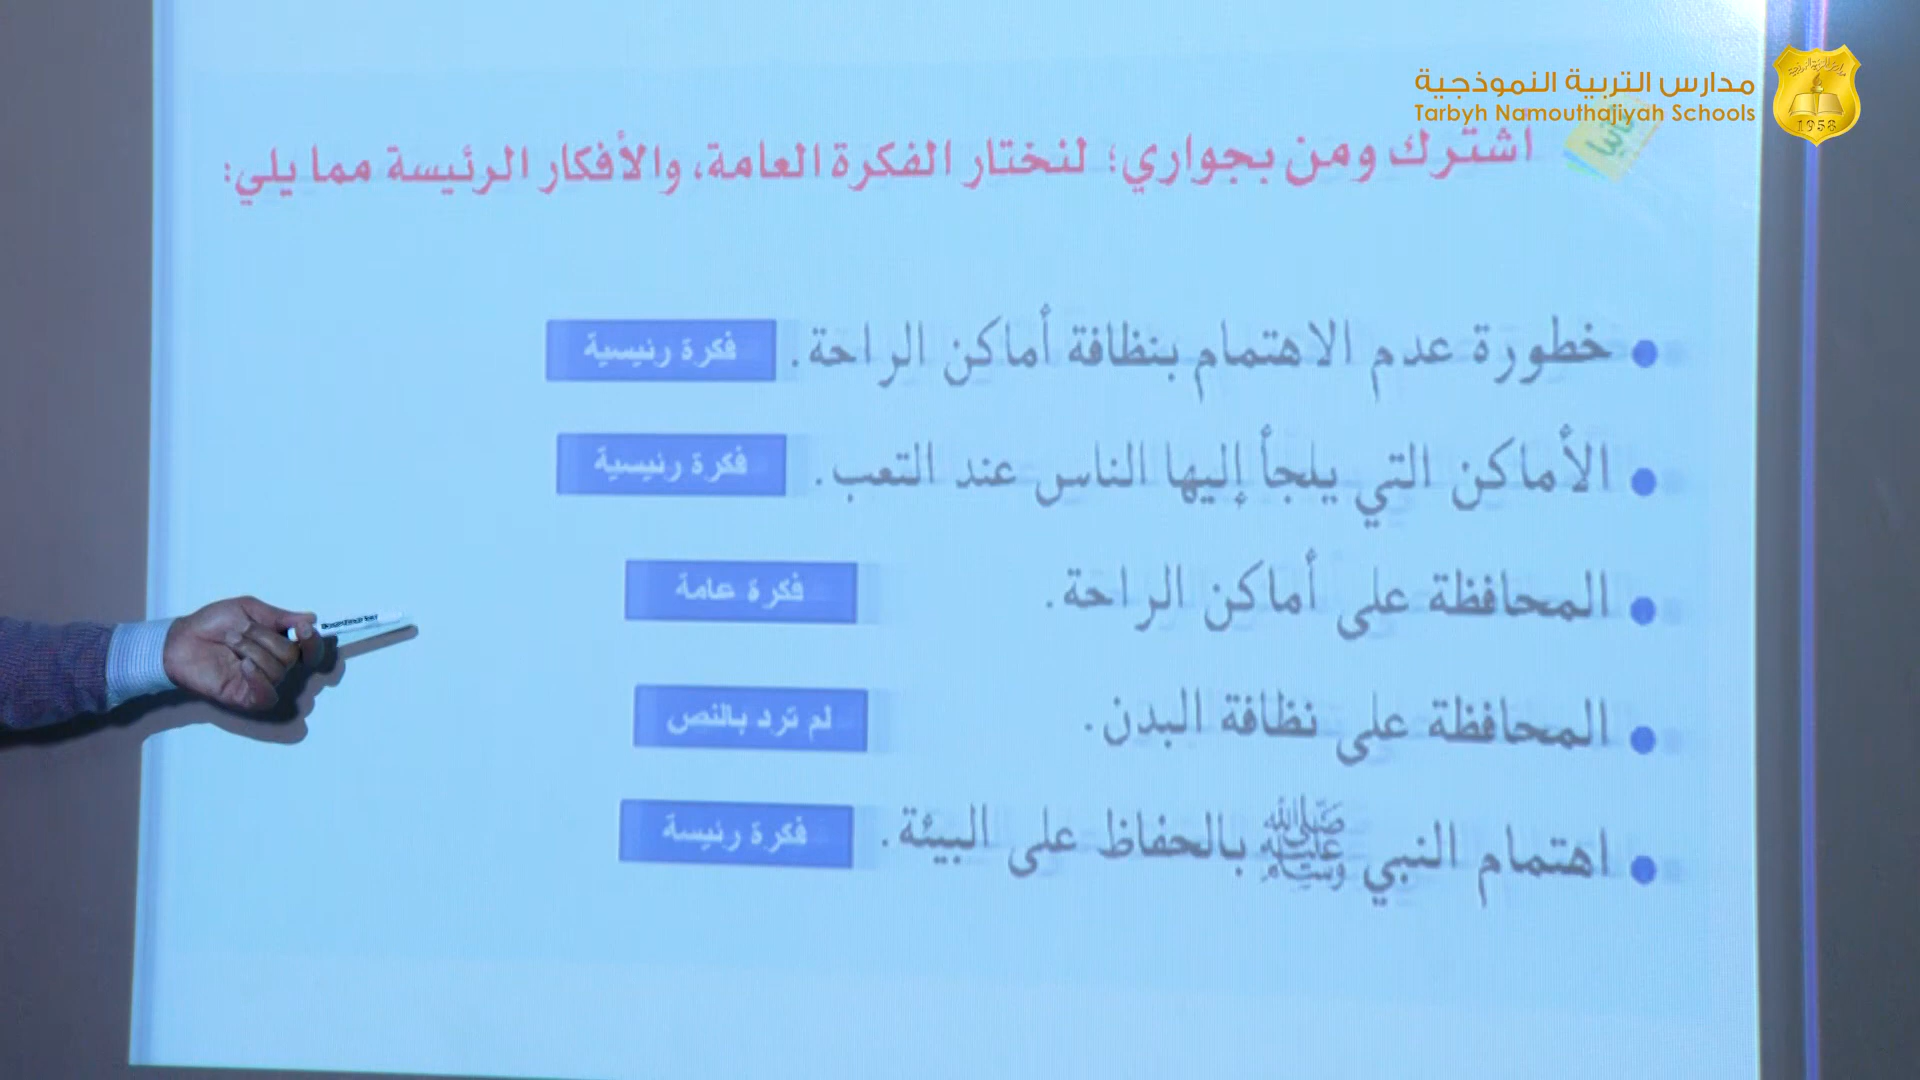 مدارس التربية النموذجية
Tarbyh Namouthajiyah Schools
1958
ثانيا
اشترك ومن بجواري؛ لنختار الفكرة العامة، والأفكار الرئيسة مما يلي:
خطورة عدم الاهتمام بنظافة أماكن الراحة. فكرة رئيسية
الأماكن التي يلجأ إليها الناس عند التعب. فكرة رئيسية
المحافظة على أماكن الراحة. فكرة عامة
المحافظة على نظافة البدن. لم ترد بالنص
اهتمام النبي ﷺ بالحفاظ على البيئة. فكرة رئيسة